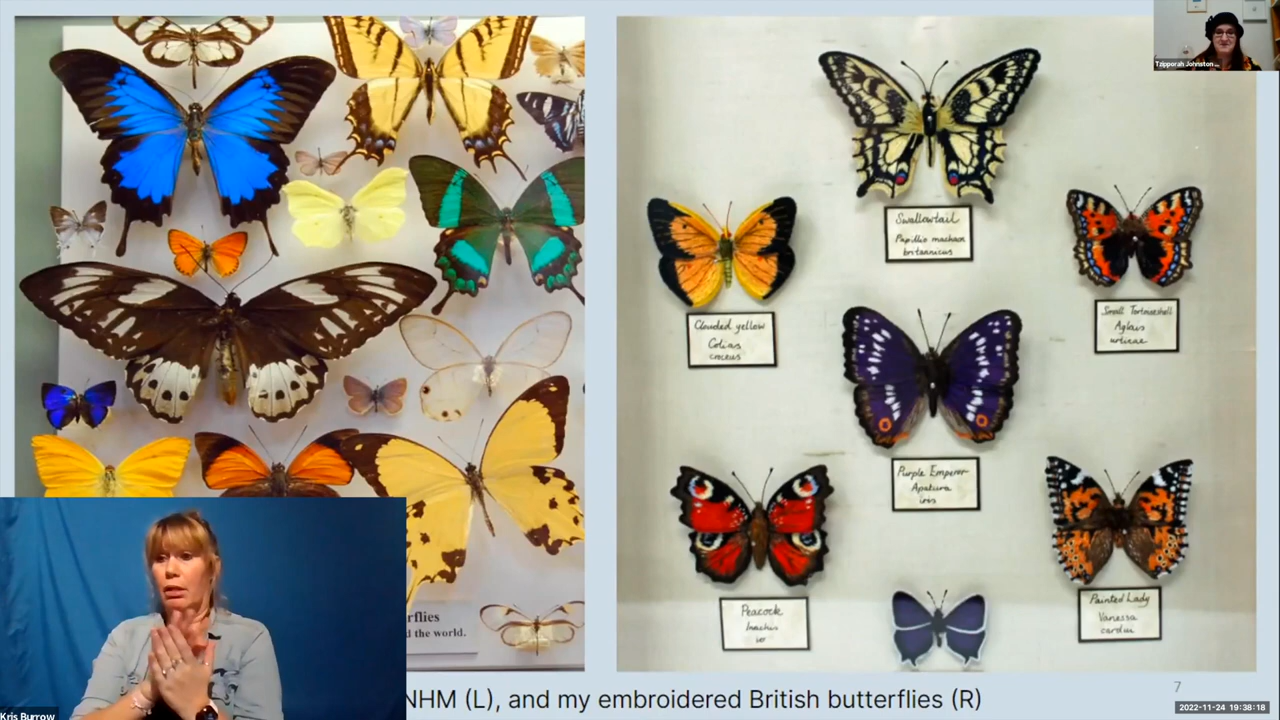 Tzipporah Johnston ...
Swallowtail
Papilio machaon
britannicus
Clouded yellow
Colias
croceus
Small Tortoiseshell
Aglais
urticae
Purple Emperor
Apatura
iris
Peacock
Inachis
io
Painted Lady
Vanessa
cardui
rflies
d the world.
NHM (L), and my embroidered British butterflies (R)
7
2022-11-24 19:38:18
Kris Burrow